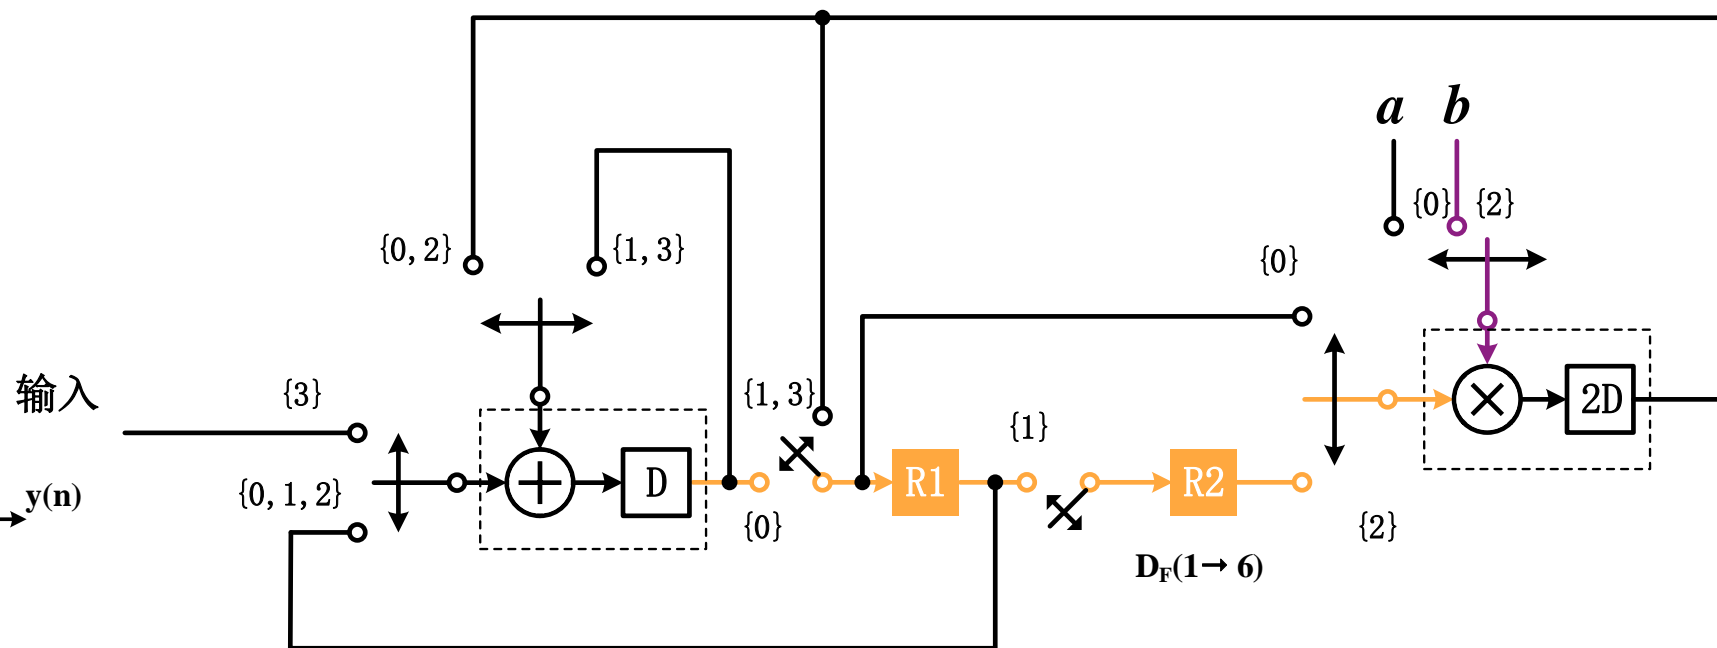 a b
{0} {2}
{0, 2} {1, 3} {0}
输入 {3} {1, 3} 2D
{1}
y(n) {0, 1, 2} D R1 R2
{0} {2}
D_F(1→ 6)